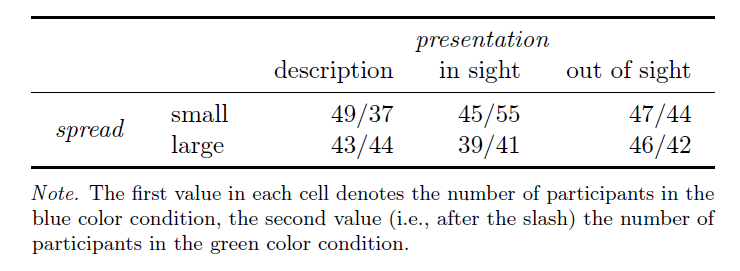 presentation
description in sight out of sight
spread small 49/37 45/55 47/44
large 43/44 39/41 46/42
Note. The first value in each cell denotes the number of participants in the
blue color condition, the second value (i.e., after the slash) the number of
participants in the green color condition.